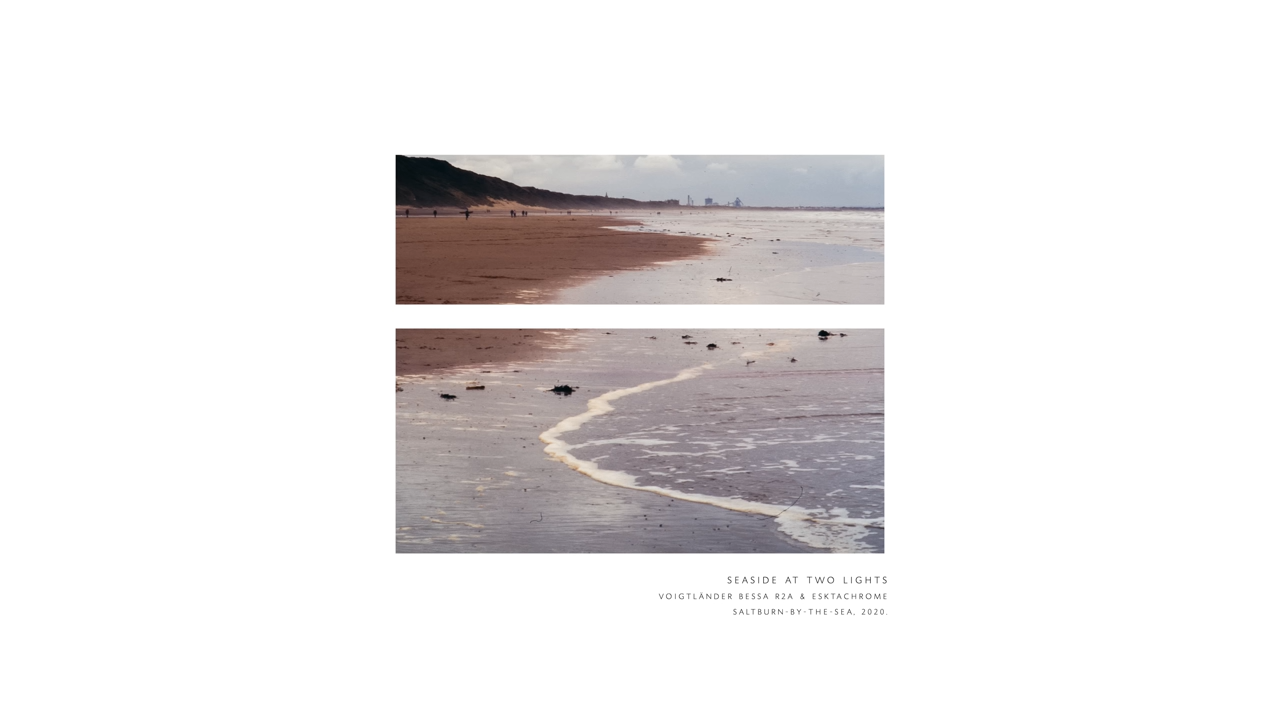 SEASIDE AT TWO LIGHTS
VOIGTLÄNDER BESSA R2A & ESKTACHROME
SALTBURN-BY-THE-SEA, 2020.